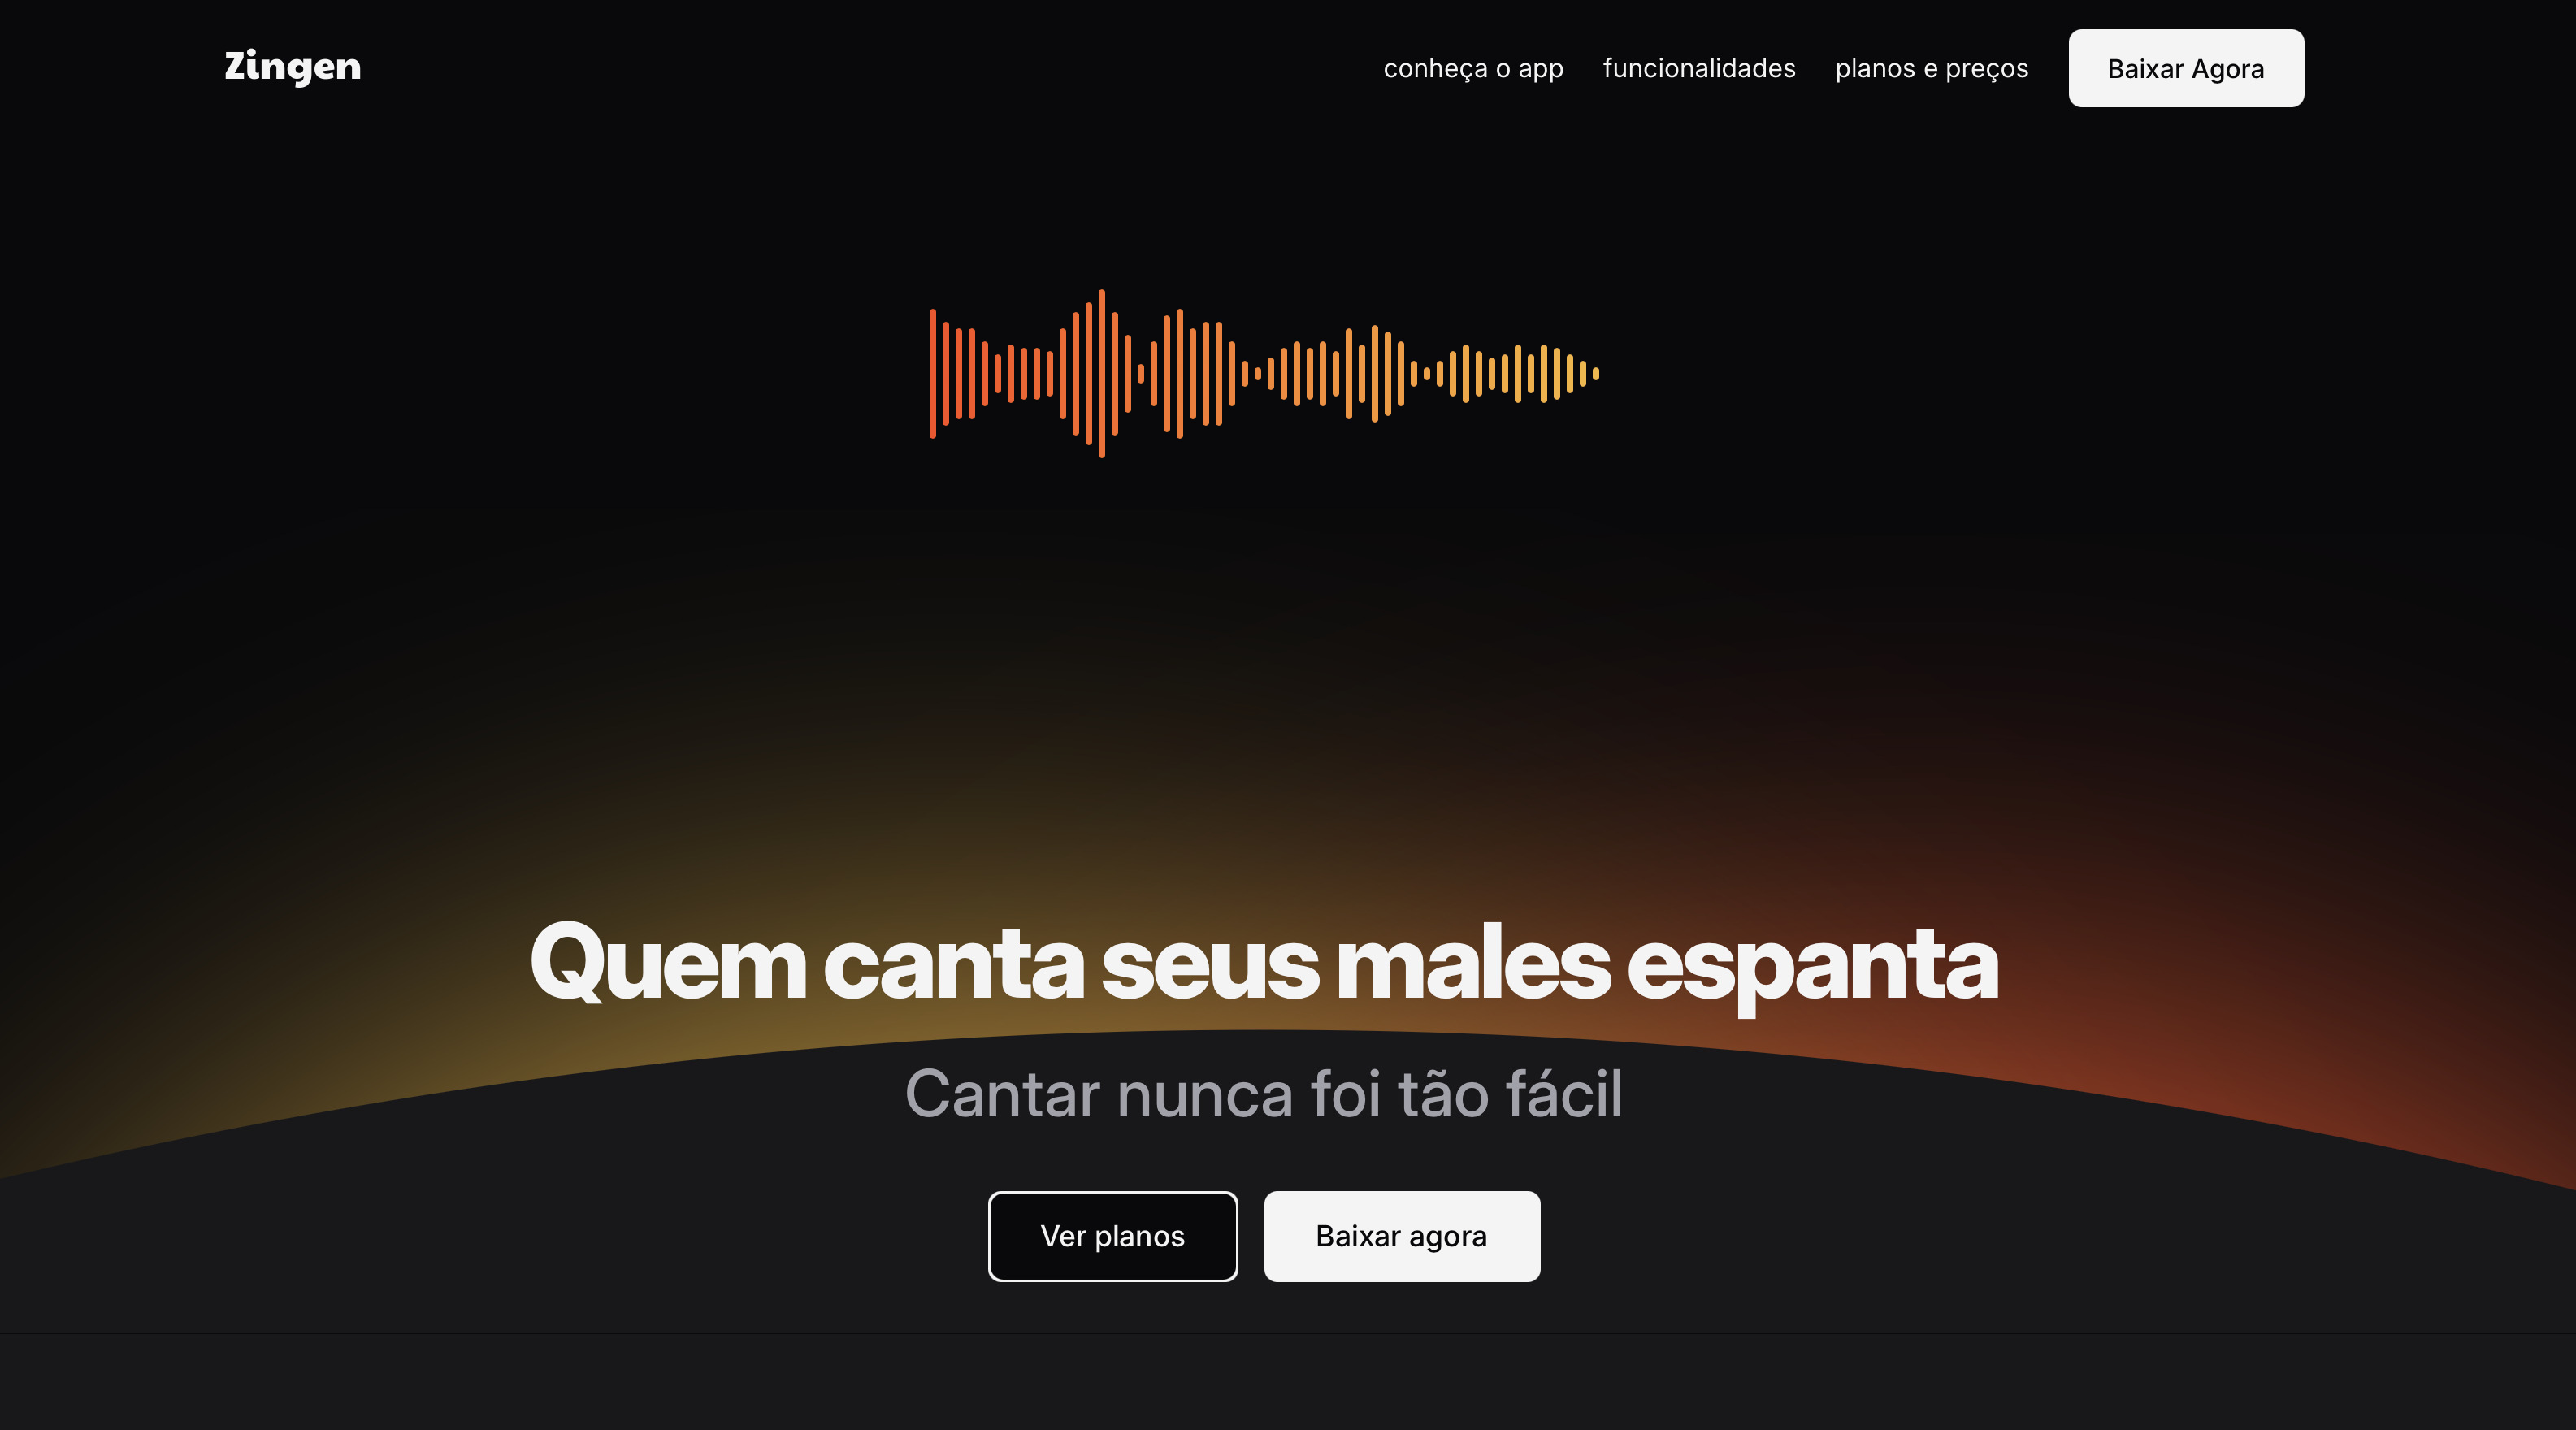 Zingen
conheça o app funcionalidades planos e preços Baixar Agora
Quem canta seus males espanta
Cantar nunca foi tão fácil
Ver planos Baixar agora